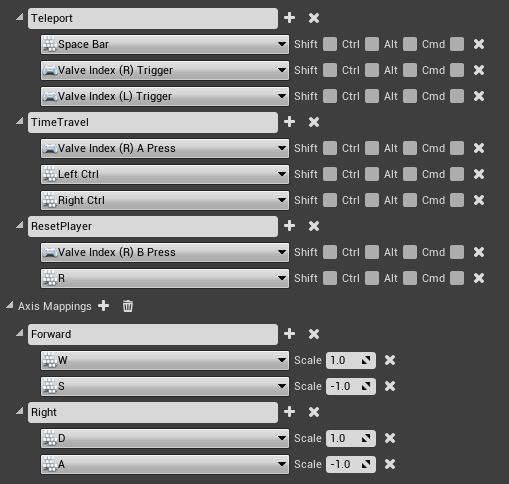 Teleport
Space Bar Shift Ctrl Alt Cmd
Valve Index (R) Trigger Shift Ctrl Alt Cmd
Valve Index (L) Trigger Shift Ctrl Alt Cmd
TimeTravel
Valve Index (R) A Press Shift Ctrl Alt Cmd
Left Ctrl Shift Ctrl Alt Cmd
Right Ctrl Shift Ctrl Alt Cmd
ResetPlayer
Valve Index (R) B Press Shift Ctrl Alt Cmd
R Shift Ctrl Alt Cmd
Axis Mappings
Forward
W Scale 1.0
S Scale -1.0
Right
D Scale 1.0
A Scale -1.0